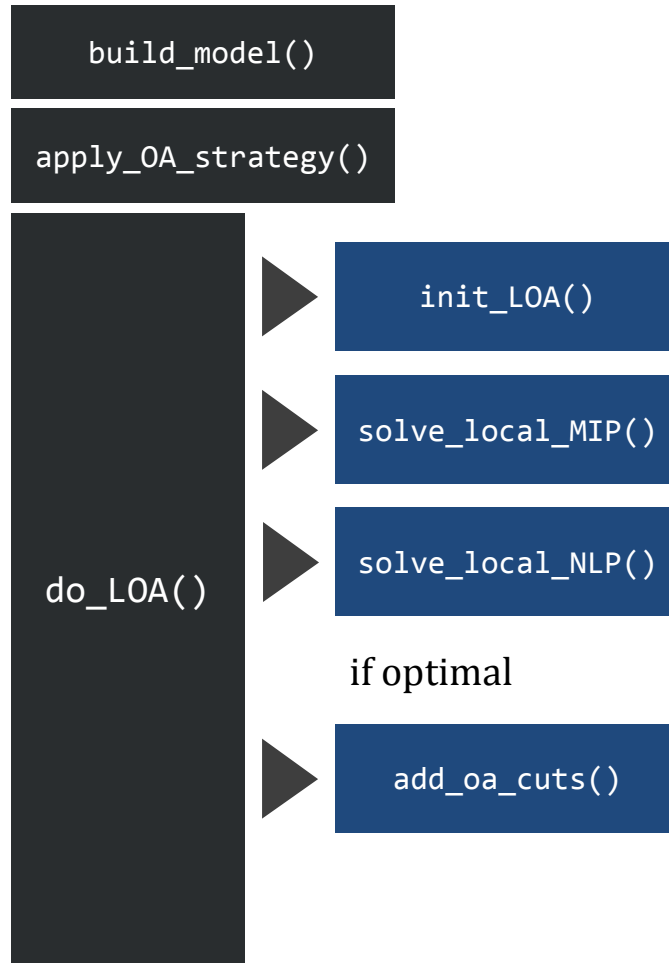 build_model()
apply_OA_strategy()
do_LOA()
init_LOA()
solve_local_MIP()
solve_local_NLP()
if optimal
add_oa_cuts()